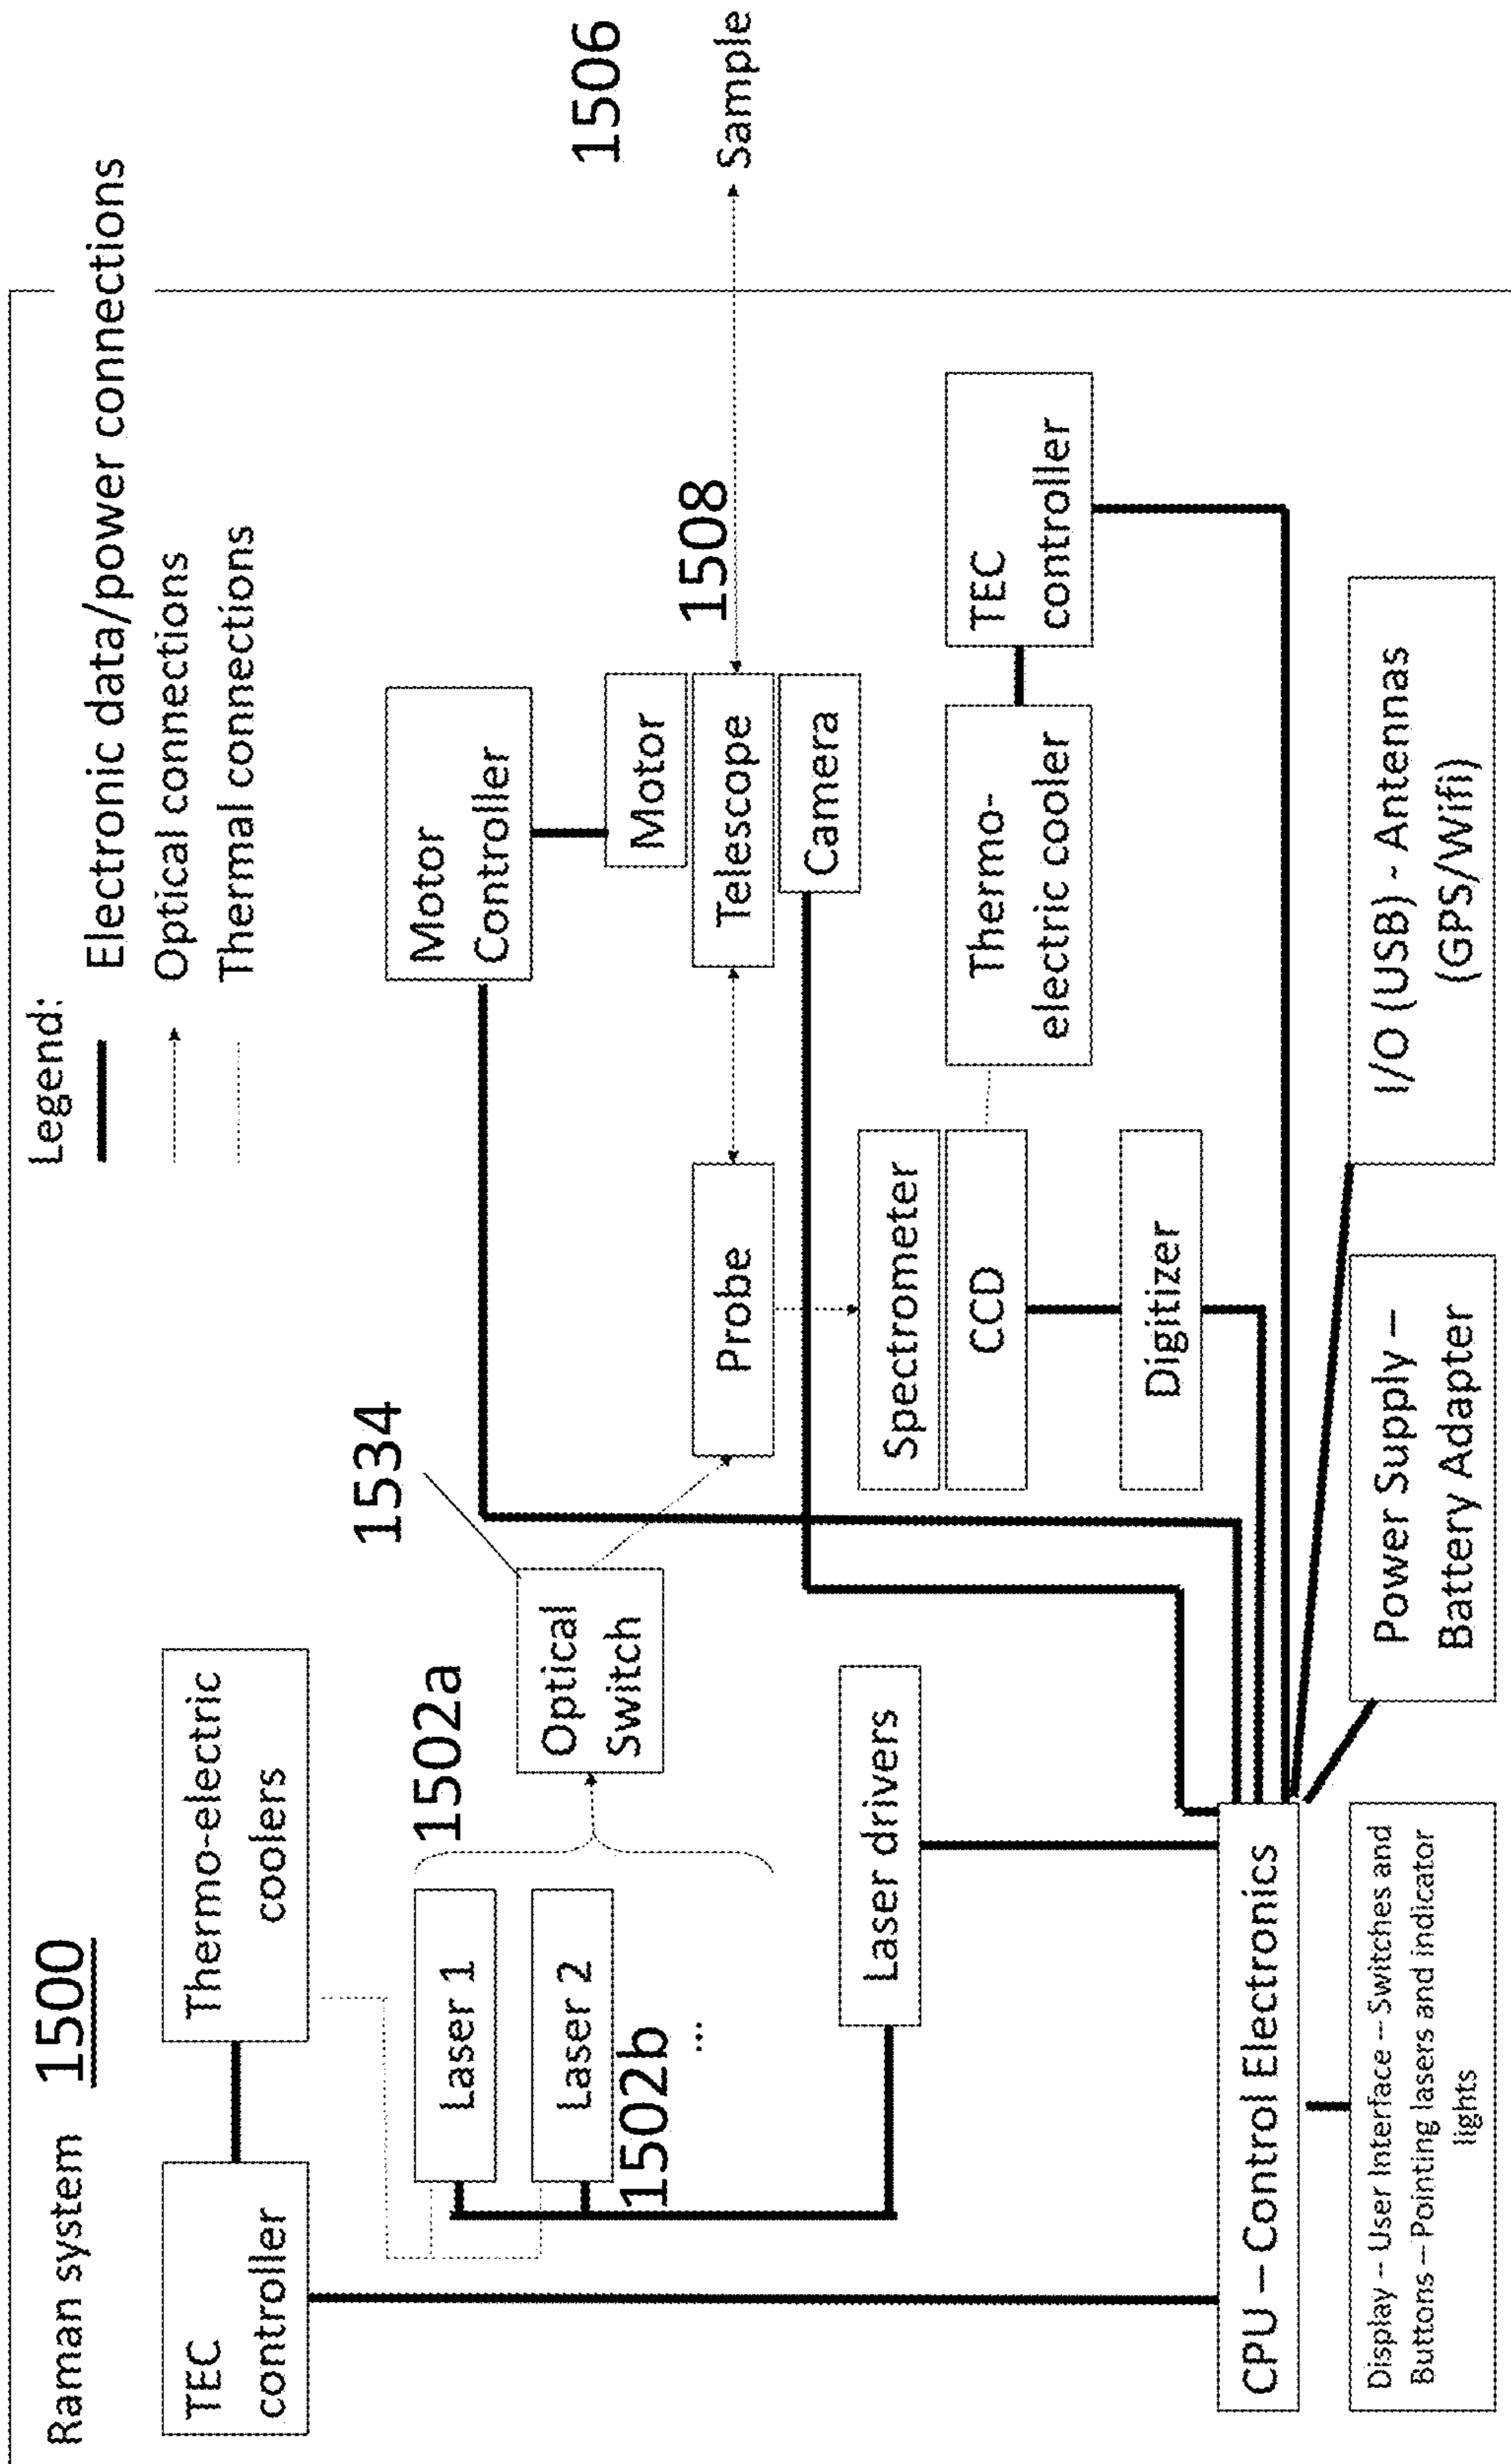 Raman system 1500
Legend:
Electronic data/power connections
Optical connections
Thermal connections
TEC
controller
Thermo-electric
coolers
1502a
1534
Laser 1
Laser 2
1502b
...
Optical
Switch
Laser drivers
Motor
Controller
Motor
Telescope
Camera
1508
1506
Sample
Probe
Spectrometer
CCD
Digitizer
Thermo-
electric cooler
TEC
controller
CPU – Control Electronics
Display – User Interface – Switches and
Buttons – Pointing lasers and indicator
lights
Power Supply –
Battery Adapter
I/O (USB) - Antennas
(GPS/Wifi)